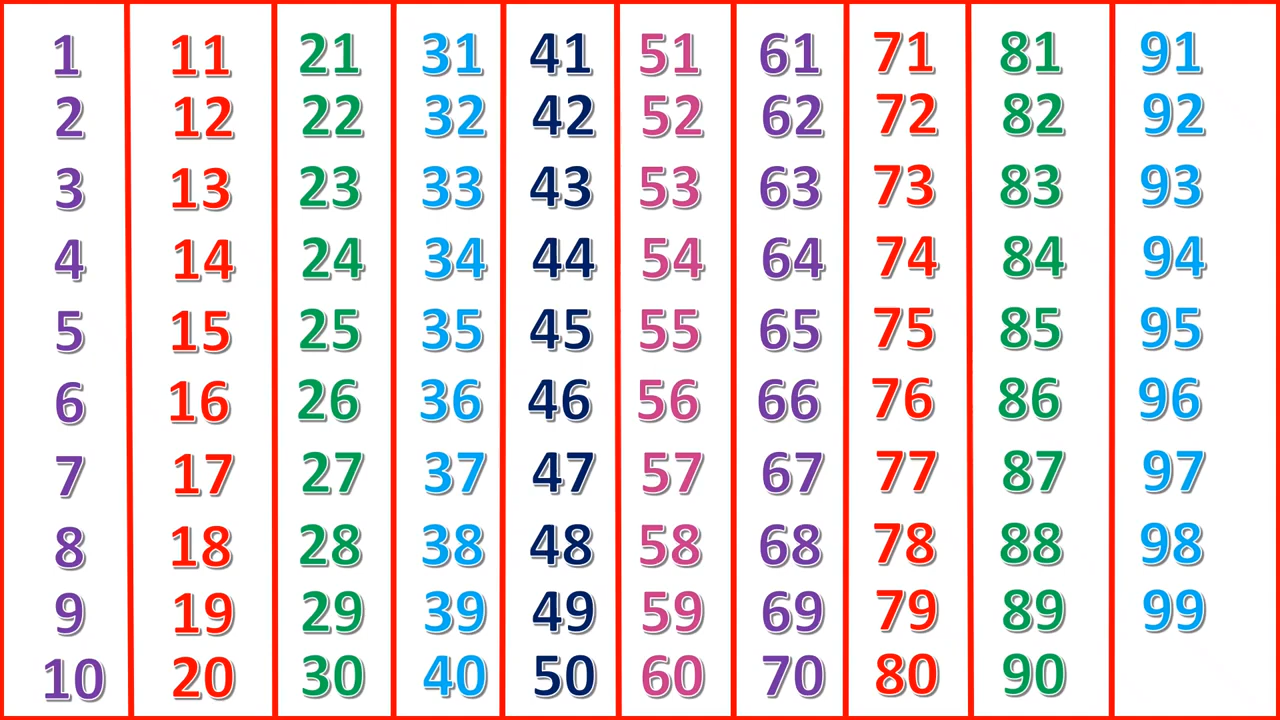 1 11 21 31 41 51 61 71 81 91
2 12 22 32 42 52 62 72 82 92
3 13 23 33 43 53 63 73 83 93
4 14 24 34 44 54 64 74 84 94
5 15 25 35 45 55 65 75 85 95
6 16 26 36 46 56 66 76 86 96
7 17 27 37 47 57 67 77 87 97
8 18 28 38 48 58 68 78 88 98
9 19 29 39 49 59 69 79 89 99
10 20 30 40 50 60 70 80 90